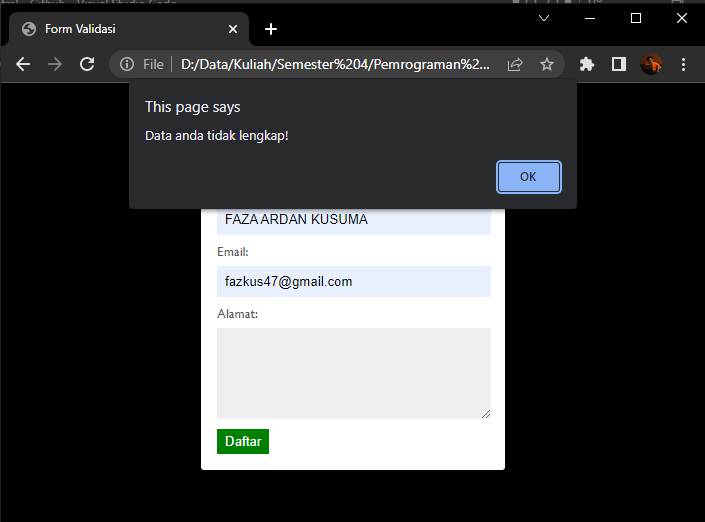 Form Validasi
File | D:/Data/Kuliah/Semester%204/Pemrograman%2...
This page says
Data anda tidak lengkap!
OK
FAZA ARDAN KUSUMA
Email:
fazkus47@gmail.com
Alamat:
Daftar